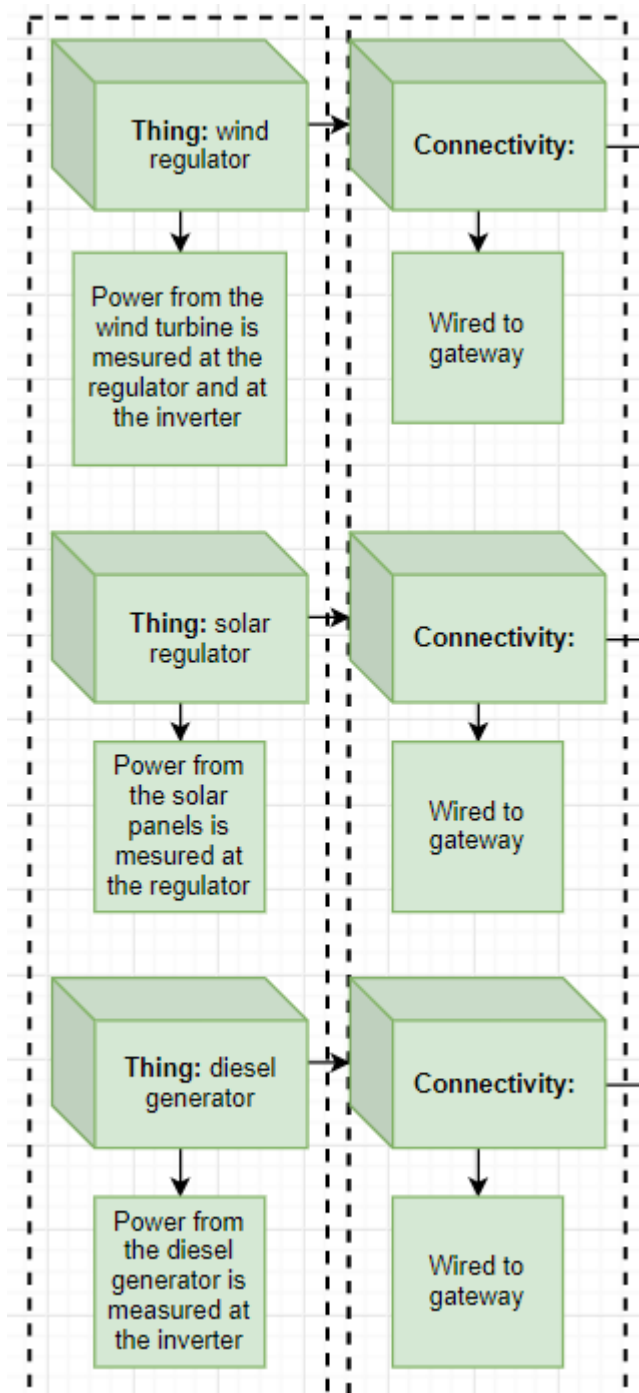 Thing: wind
regulator
Connectivity:
Power from the
wind turbine is
mesured at the
regulator and at
the inverter
Wired to
gateway
Thing: solar
regulator
Connectivity:
Power from
the solar
panels is
mesured at
the regulator
Wired to
gateway
Thing: diesel
generator
Connectivity:
Power from
the diesel
generator is
measured at
the inverter
Wired to
gateway